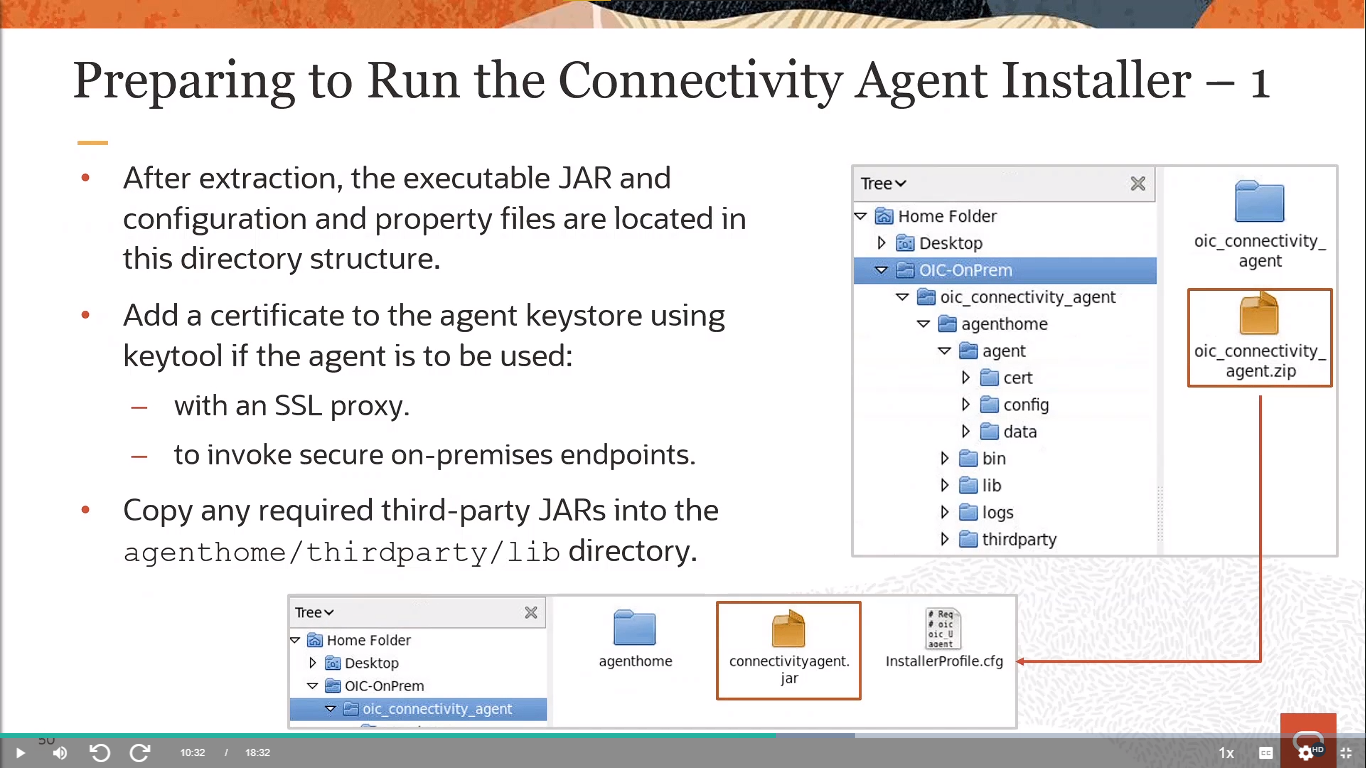 Preparing to Run the Connectivity Agent Installer – 1
• After extraction, the executable JAR and
configuration and property files are located in
this directory structure.
• Add a certificate to the agent keystore using
keytool if the agent is to be used:
– with an SSL proxy.
– to invoke secure on-premises endpoints.
• Copy any required third-party JARs into the
agenthome/thirdparty/lib directory.
Tree
Home Folder
Desktop
OIC-OnPrem
oic_connectivity_agent
agenthome
agent
cert
config
data
bin
lib
logs
thirdparty
oic_connectivity_
agent
oic_connectivity_
agent.zip
Tree
Home Folder
Desktop
OIC-OnPrem
oic_connectivity_agent
agenthome
connectivityagent.
jar
# Req
# oic
oic_U
agent
InstallerProfile.cfg
50
10:32 / 18:32
1x
CC
HD